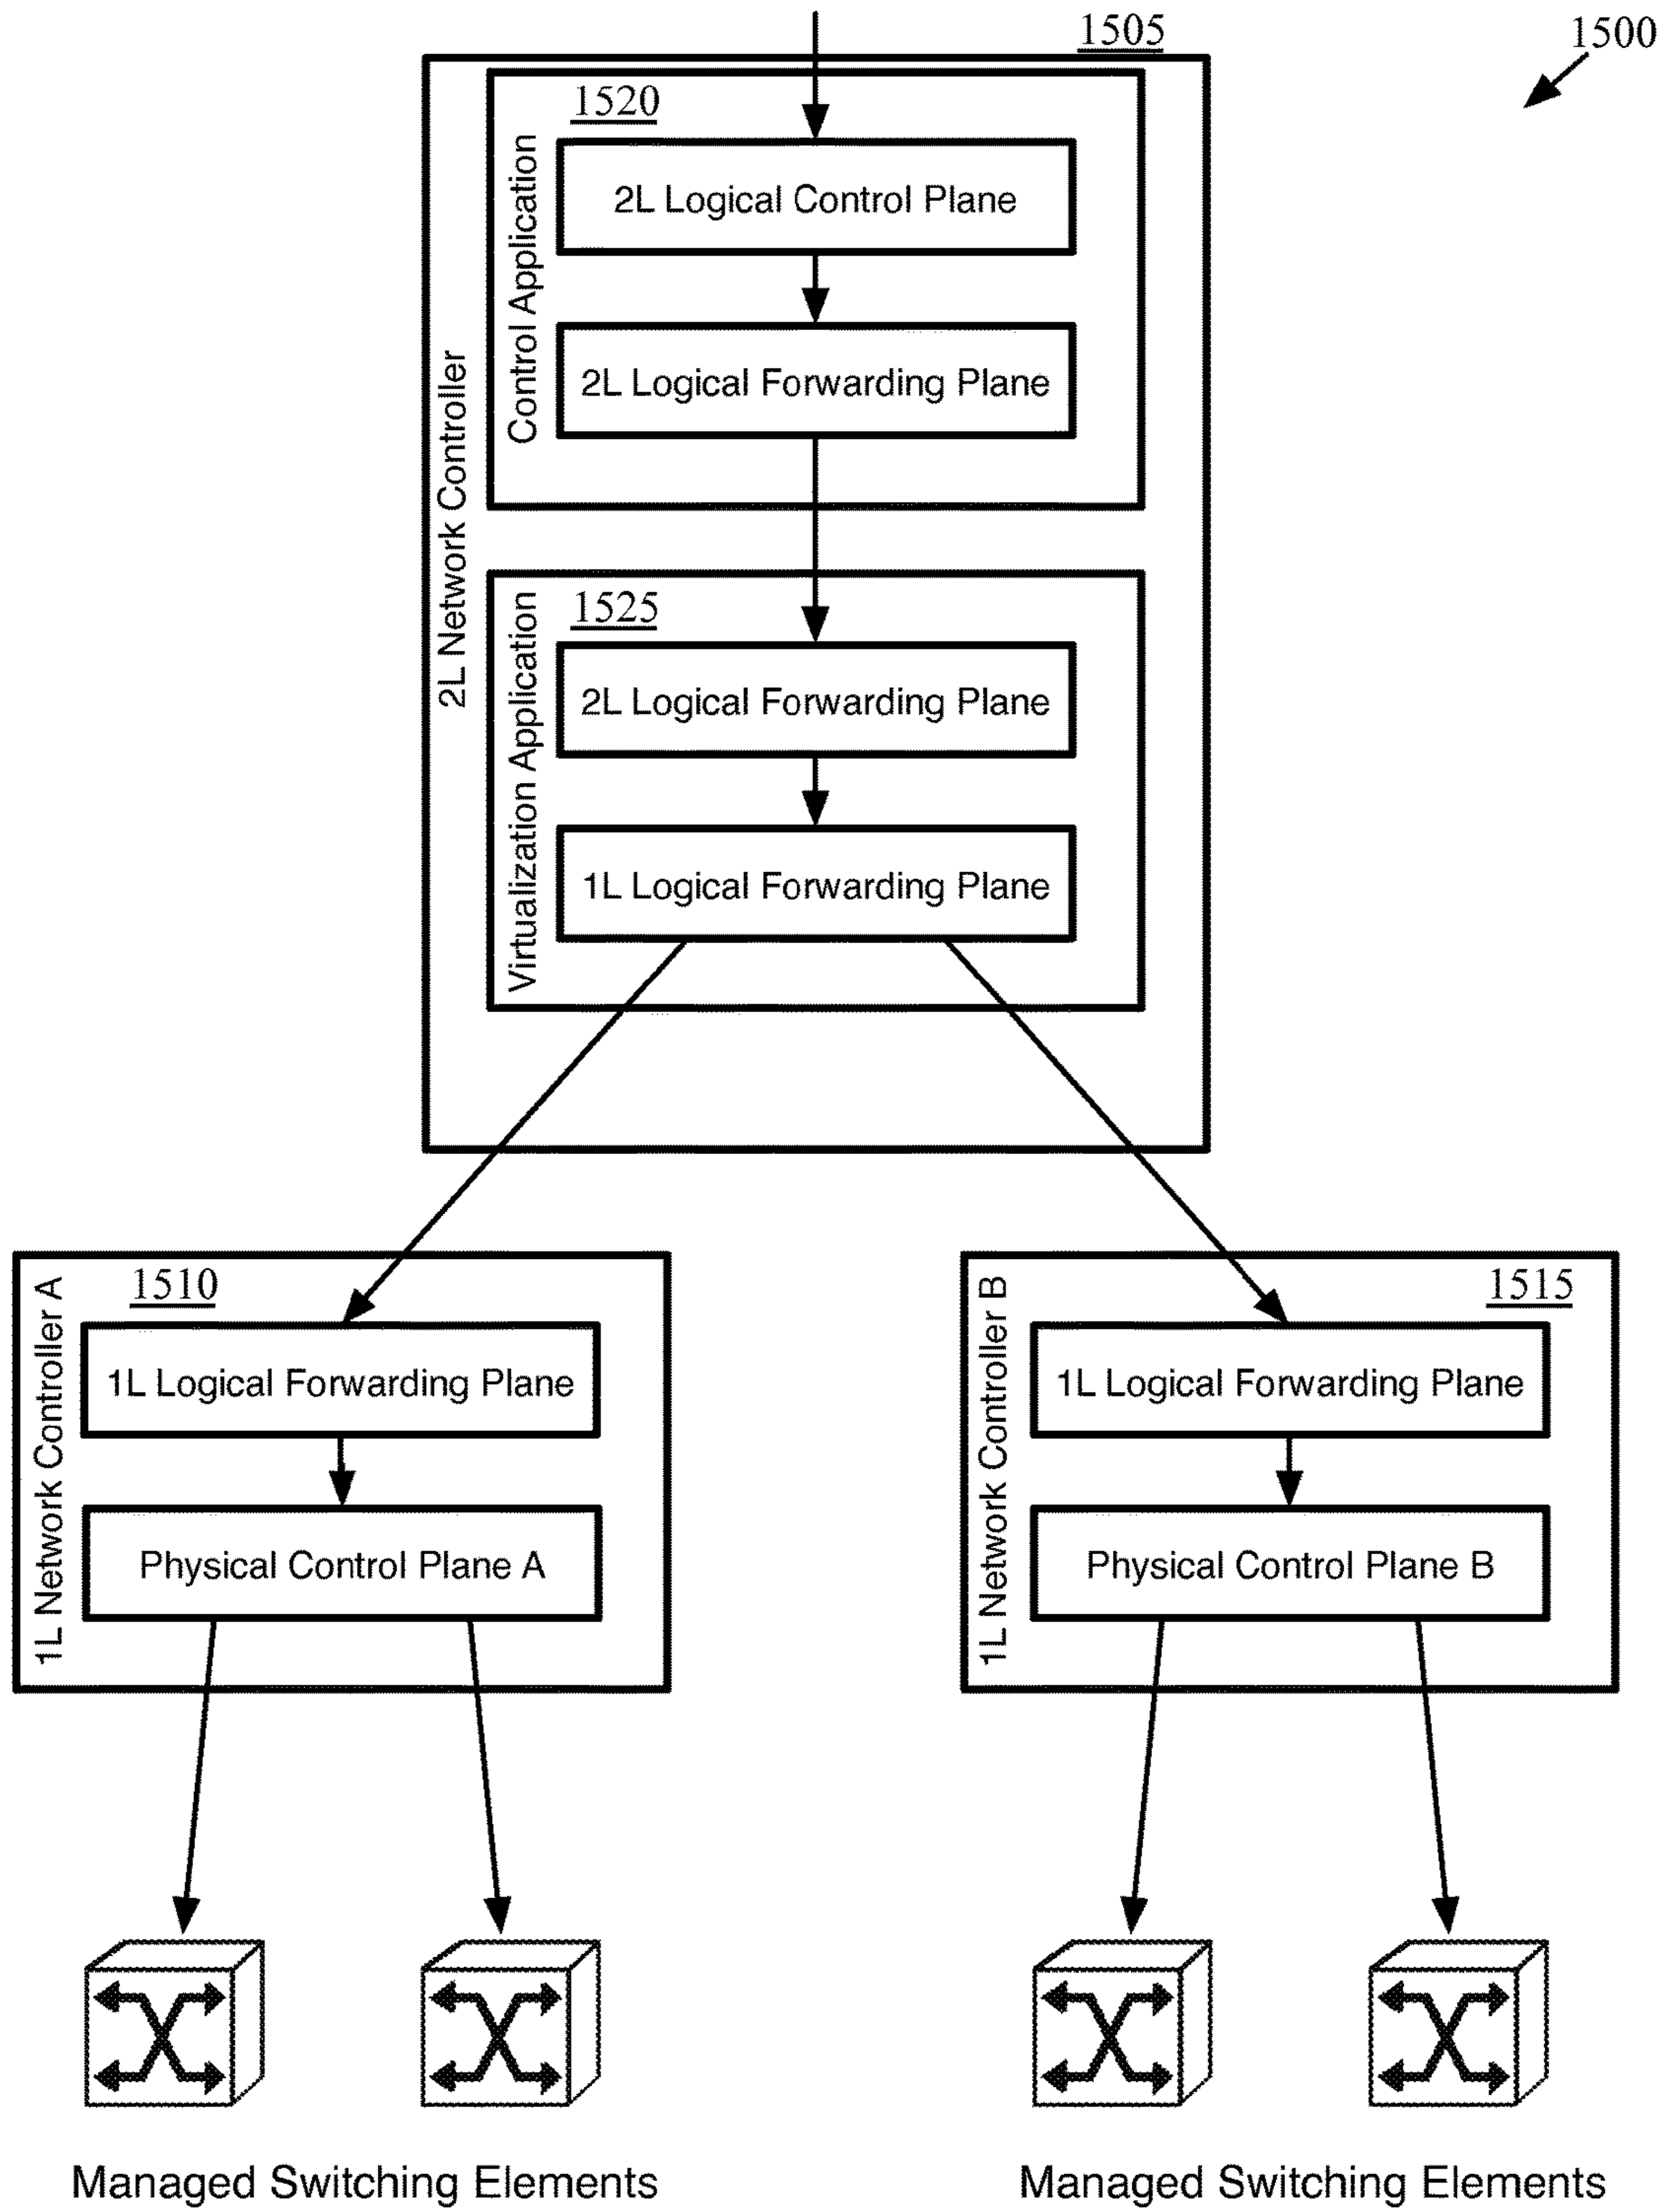 1505
1500
2L Network Controller
Control Application
1520
2L Logical Control Plane
2L Logical Forwarding Plane
Virtualization Application
1525
2L Logical Forwarding Plane
1L Logical Forwarding Plane
1L Network Controller A
1510
1L Logical Forwarding Plane
Physical Control Plane A
1L Network Controller B
1515
1L Logical Forwarding Plane
Physical Control Plane B
Managed Switching Elements
Managed Switching Elements